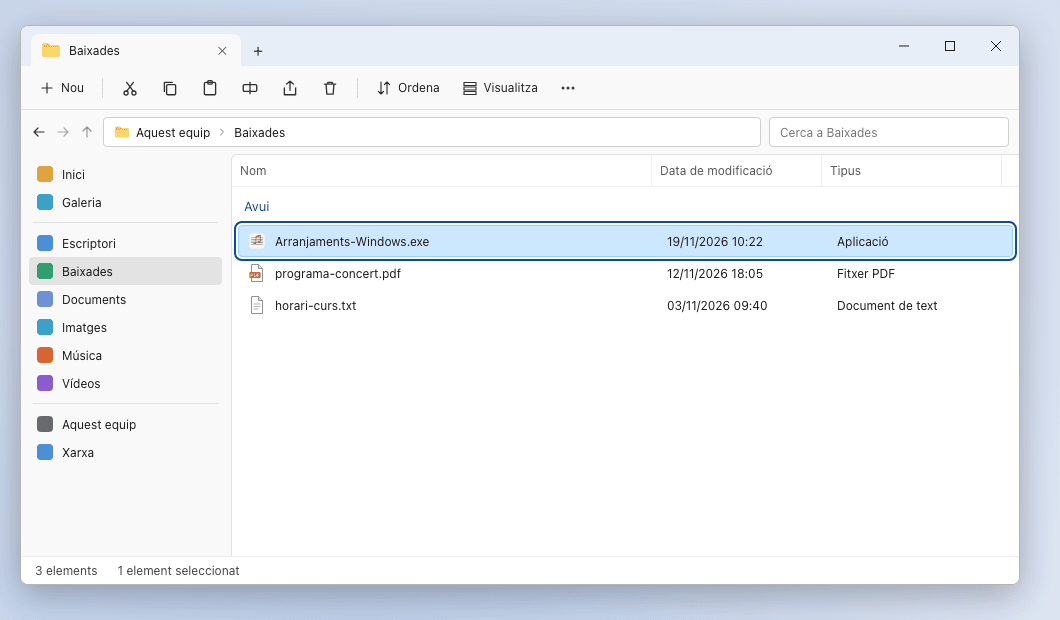 Baixades
Nou
Ordena
Visualitza
Aquest equip
Baixades
Cerca a Baixades
Inici
Galeria
Escriptori
Baixades
Documents
Imatges
Música
Vídeos
Aquest equip
Xarxa
Nom Data de modificació Tipus
Avui
Arranjaments-Windows.exe 19/11/2026 10:22 Aplicació
programa-concert.pdf 12/11/2026 18:05 Fitxer PDF
horari-curs.txt 03/11/2026 09:40 Document de text
3 elements 1 element seleccionat